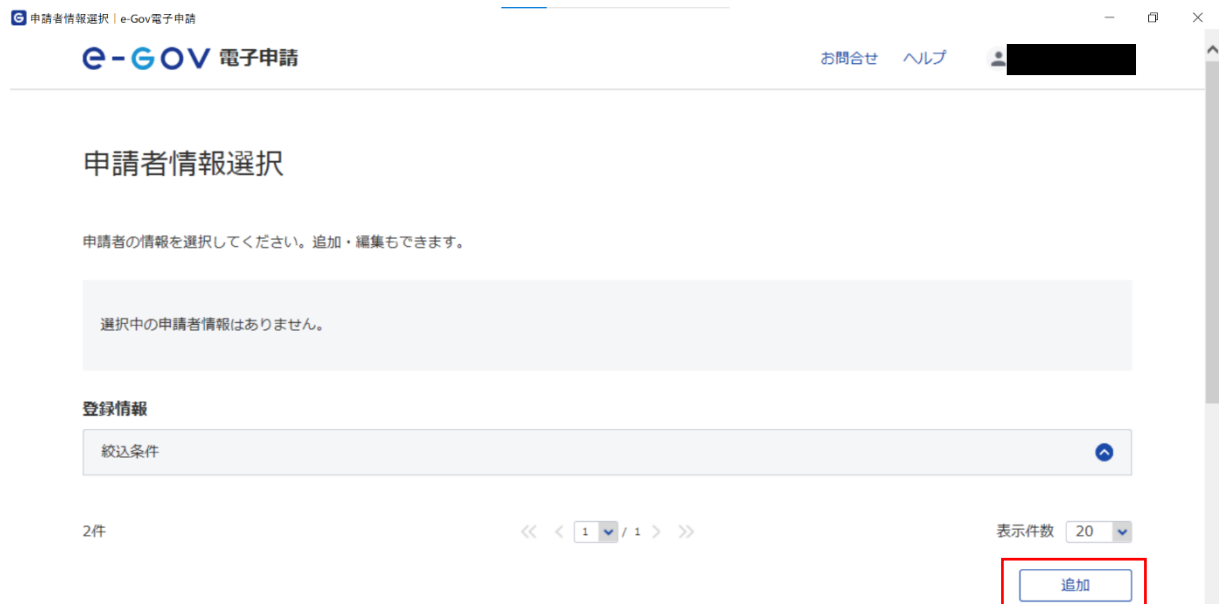 申請者情報選択｜e-Gov電子申請
e-GOV 電子申請 お問合せ ヘルプ
申請者情報選択
申請者の情報を選択してください。追加・編集もできます。
選択中の申請者情報はありません。
登録情報
絞込条件
2件 1 / 1 表示件数 20
追加